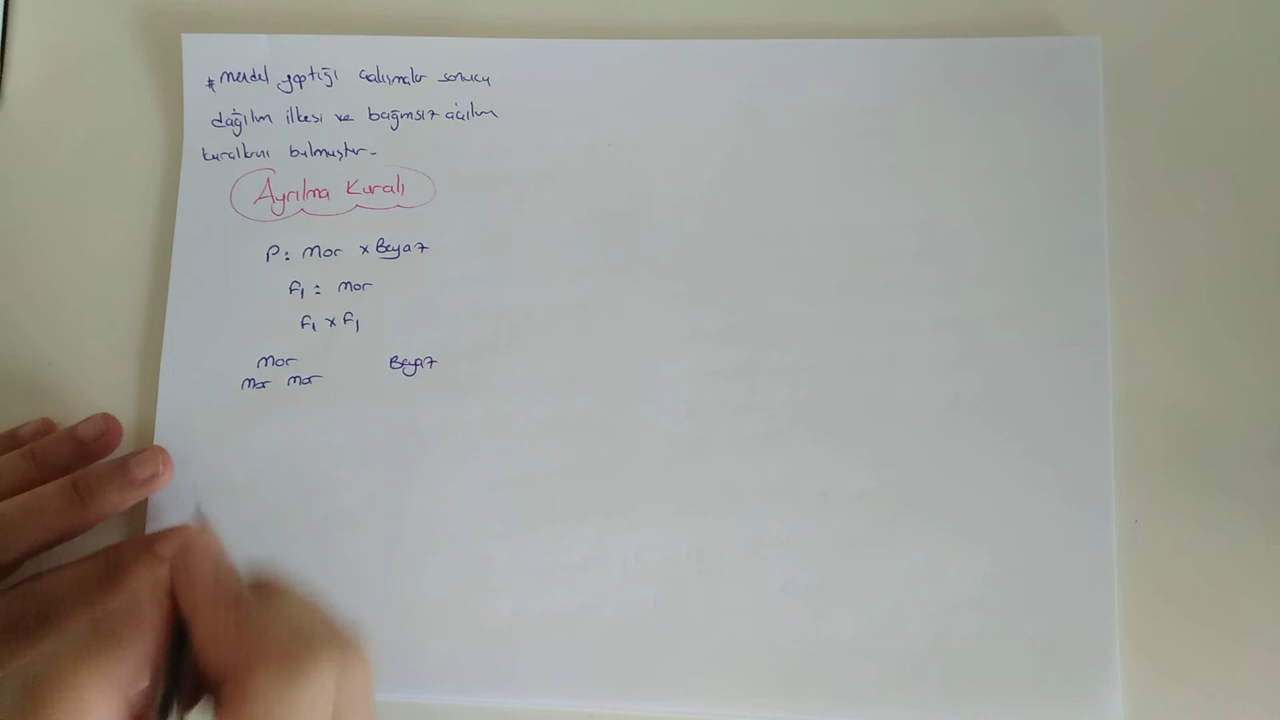 * Mendel yaptığı çalışmalar sonucu
dağılım ilkesi ve bağımsız açılım
kurallarını bulmuştur.
Ayrılma Kuralı
P: Mor x Beyaz
F₁: Mor
F₁ x F₁
Mor Beyaz
Mor Mor